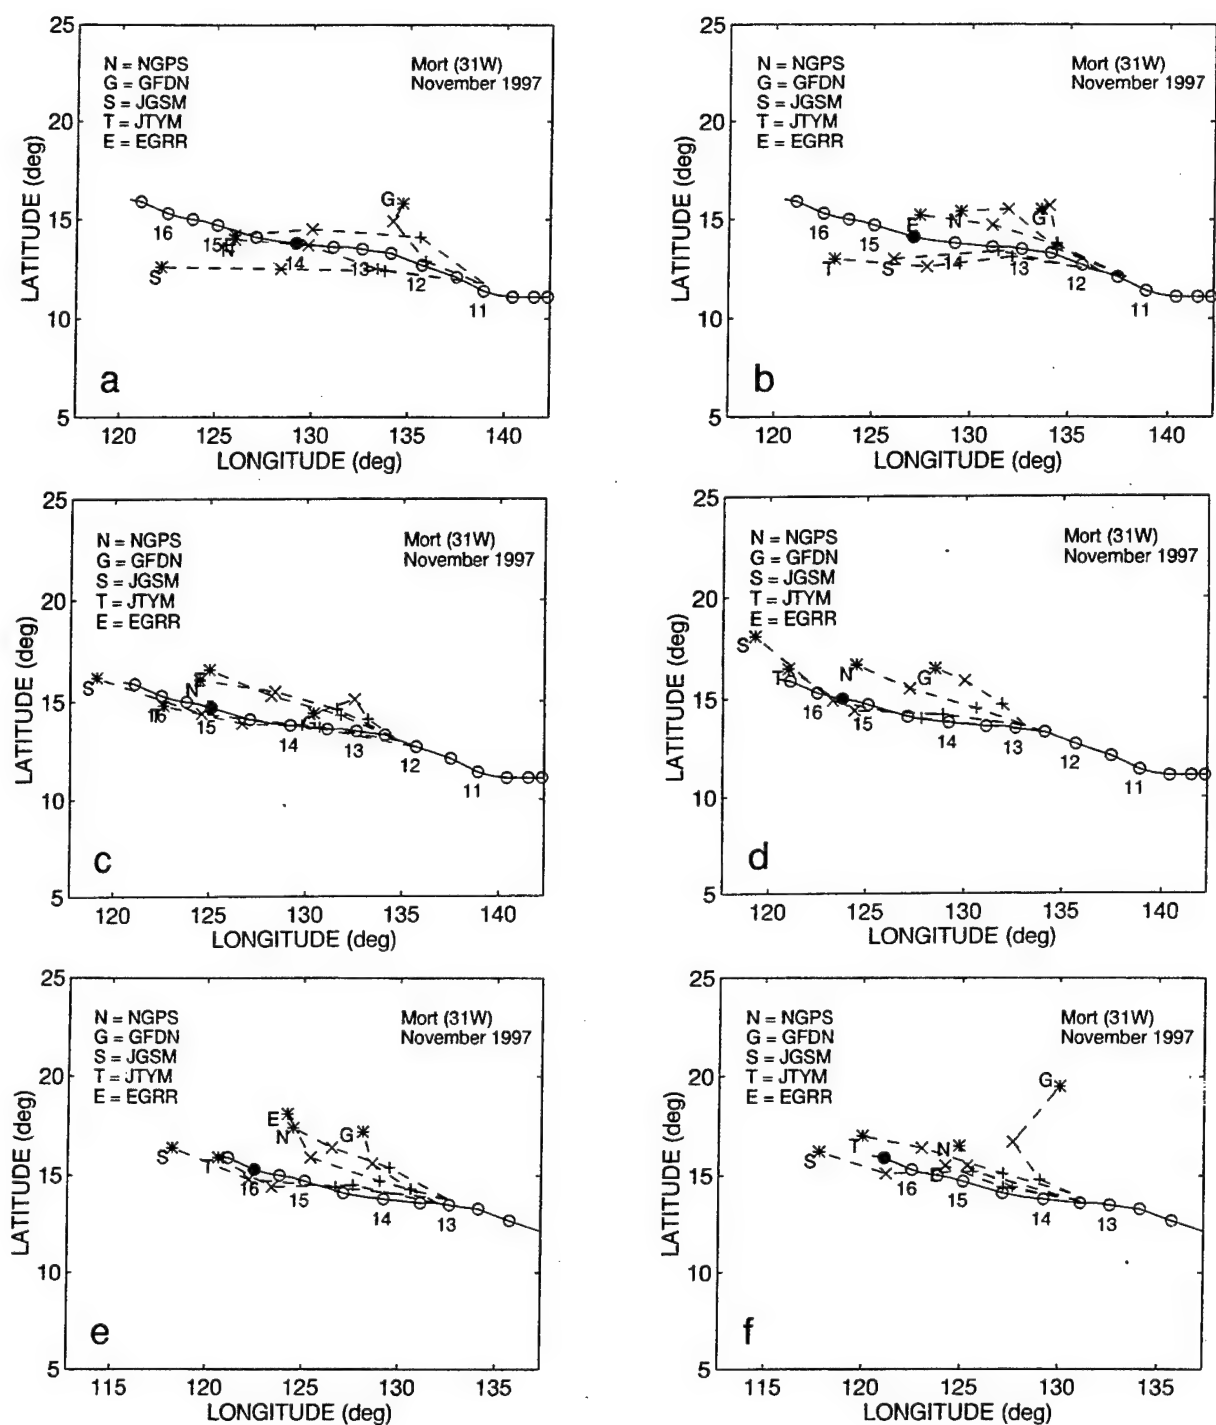 25
20
15
10
5
LATITUDE (deg)
N = NGPS
G = GFDN
S = JGSM
T = JTYM
E = EGRR
Mort (31W)
November 1997
G
S
N
16
15
14
13
12
11
a
120 125 130 135 140
LONGITUDE (deg)
25
20
15
10
5
LATITUDE (deg)
N = NGPS
G = GFDN
S = JGSM
T = JTYM
E = EGRR
Mort (31W)
November 1997
E
N
G
T
S
16
15
14
13
12
11
b
120 125 130 135 140
LONGITUDE (deg)
25
20
15
10
5
LATITUDE (deg)
N = NGPS
G = GFDN
S = JGSM
T = JTYM
E = EGRR
Mort (31W)
November 1997
S
N
G
15
14
13
12
11
c
120 125 130 135 140
LONGITUDE (deg)
25
20
15
10
5
LATITUDE (deg)
N = NGPS
G = GFDN
S = JGSM
T = JTYM
E = EGRR
Mort (31W)
November 1997
S
T
N
G
16
15
14
13
12
11
d
120 125 130 135 140
LONGITUDE (deg)
25
20
15
10
5
LATITUDE (deg)
N = NGPS
G = GFDN
S = JGSM
T = JTYM
E = EGRR
Mort (31W)
November 1997
E
N
G
S
T
16
15
14
13
e
115 120 125 130 135
LONGITUDE (deg)
25
20
15
10
5
LATITUDE (deg)
N = NGPS
G = GFDN
S = JGSM
T = JTYM
E = EGRR
Mort (31W)
November 1997
G
T
N
S
E
16
15
14
13
f
115 120 125 130 135
LONGITUDE (deg)